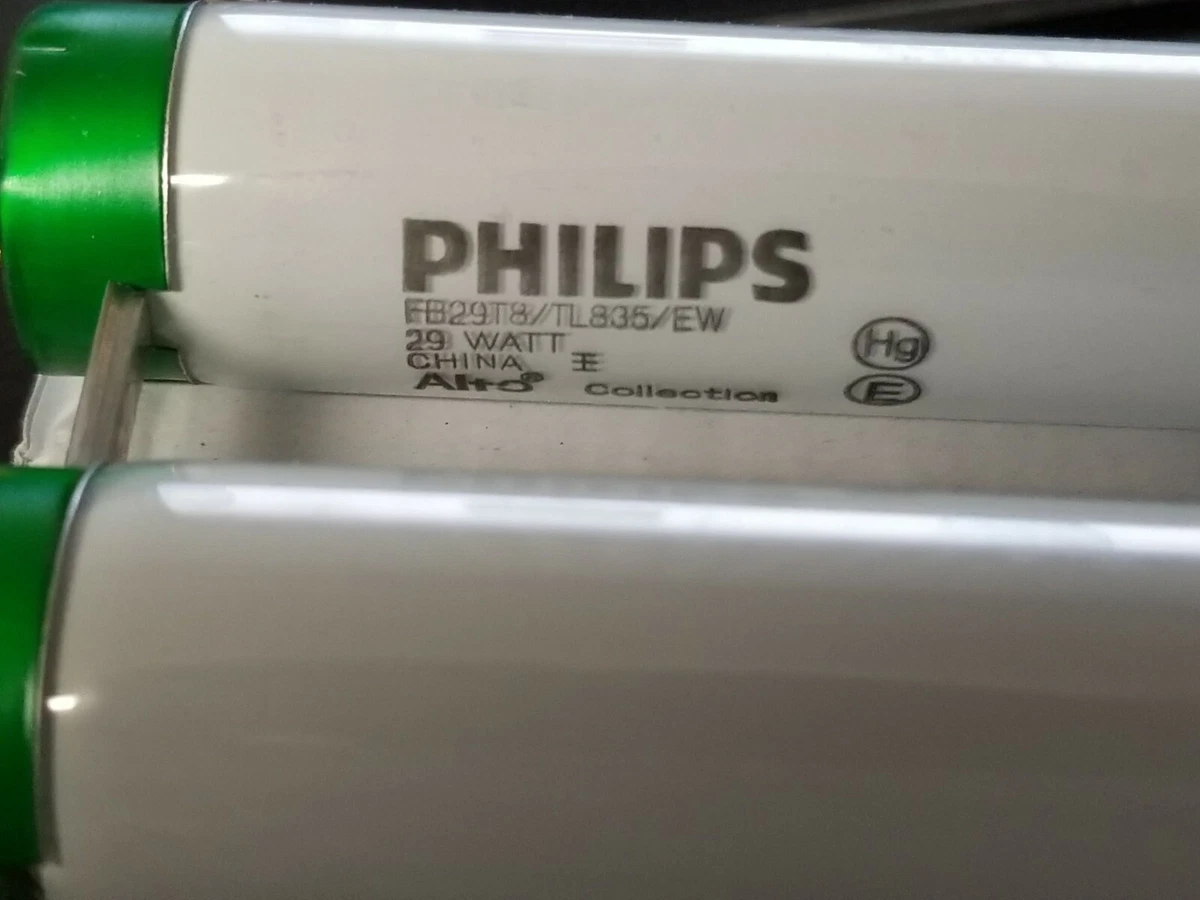 PHILIPS
FB29T8/TL835/EW
29 WATT
CHINA 王
Hg
Alto® Collection
E